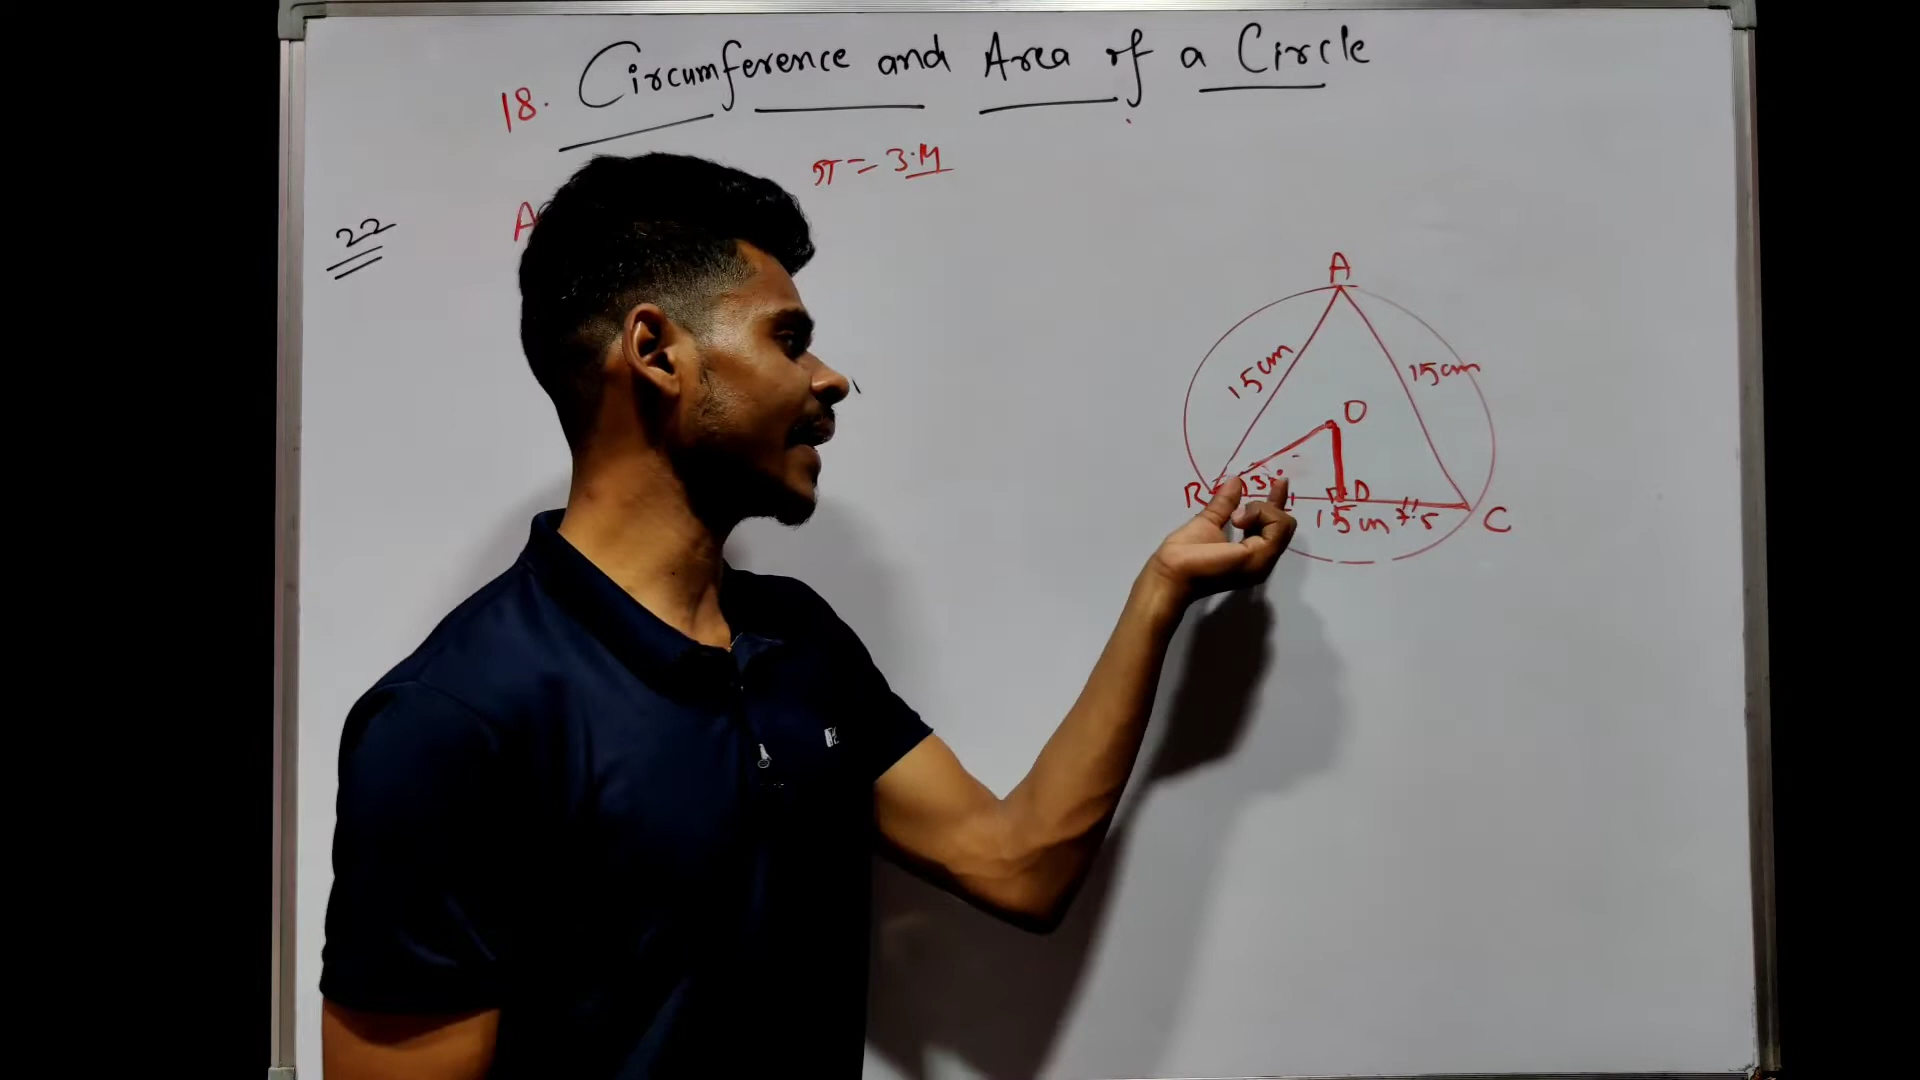 18. Circumference and Area of a Circle
π = 3.14
22
A
A
15cm
15cm
O
B
D
15cm 7.5
C